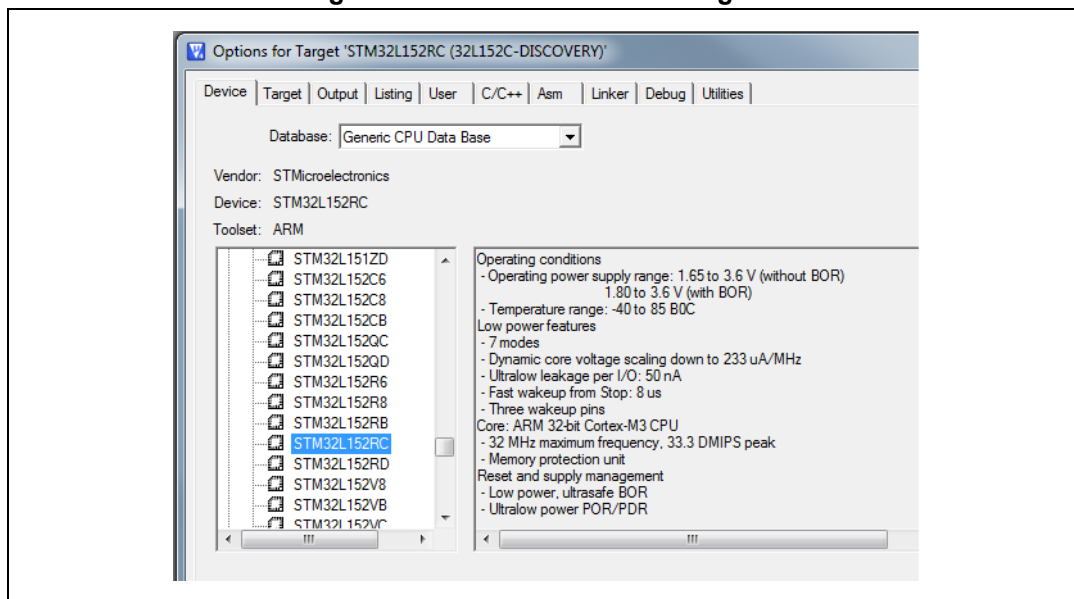 Options for Target 'STM32L152RC (32L152C-DISCOVERY)'
Device Target Output Listing User C/C++ Asm Linker Debug Utilities
Database: Generic CPU Data Base
Vendor: STMicroelectronics
Device: STM32L152RC
Toolset: ARM
STM32L151ZD
STM32L152C6
STM32L152C8
STM32L152CB
STM32L152QC
STM32L152QD
STM32L152R6
STM32L152R8
STM32L152RB
STM32L152RC
STM32L152RD
STM32L152V8
STM32L152VB
STM32L152VC
Operating conditions
- Operating power supply range: 1.65 to 3.6 V (without BOR)
1.80 to 3.6 V (with BOR)
- Temperature range: -40 to 85 B0C
Low power features
- 7 modes
- Dynamic core voltage scaling down to 233 uA/MHz
- Ultralow leakage per I/O: 50 nA
- Fast wakeup from Stop: 8 us
- Three wakeup pins
Core: ARM 32-bit Cortex-M3 CPU
- 32 MHz maximum frequency, 33.3 DMIPS peak
- Memory protection unit
Reset and supply management
- Low power, ultrasafe BOR
- Ultralow power POR/PDR